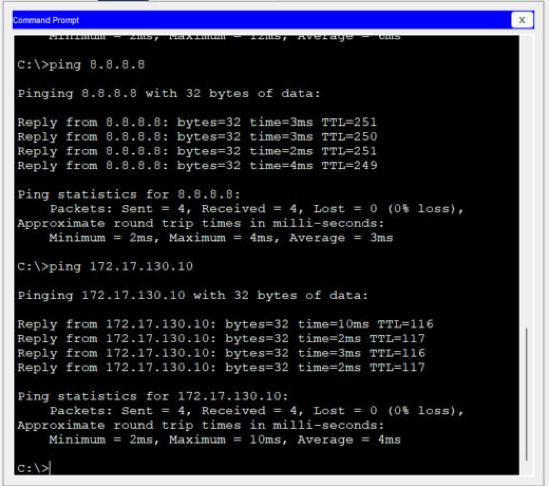 Command Prompt
X
Minimum = 2ms, Maximum = 12ms, Average = 6ms
C:\>ping 8.8.8.8
Pinging 8.8.8.8 with 32 bytes of data:
Reply from 8.8.8.8: bytes=32 time=3ms TTL=251
Reply from 8.8.8.8: bytes=32 time=3ms TTL=250
Reply from 8.8.8.8: bytes=32 time=2ms TTL=251
Reply from 8.8.8.8: bytes=32 time=4ms TTL=249
Ping statistics for 8.8.8.8:
Packets: Sent = 4, Received = 4, Lost = 0 (0% loss),
Approximate round trip times in milli-seconds:
Minimum = 2ms, Maximum = 4ms, Average = 3ms
C:\>ping 172.17.130.10
Pinging 172.17.130.10 with 32 bytes of data:
Reply from 172.17.130.10: bytes=32 time=10ms TTL=116
Reply from 172.17.130.10: bytes=32 time=2ms TTL=117
Reply from 172.17.130.10: bytes=32 time=3ms TTL=116
Reply from 172.17.130.10: bytes=32 time=2ms TTL=117
Ping statistics for 172.17.130.10:
Packets: Sent = 4, Received = 4, Lost = 0 (0% loss),
Approximate round trip times in milli-seconds:
Minimum = 2ms, Maximum = 10ms, Average = 4ms
C:\>